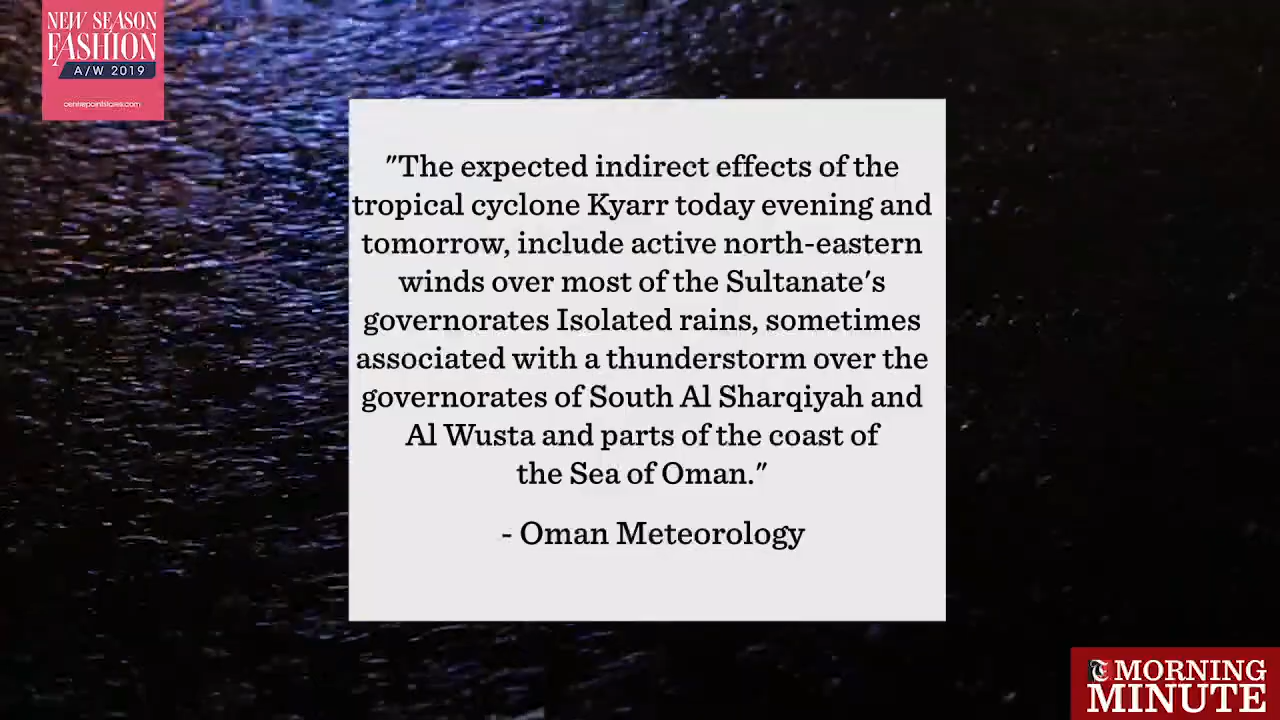 NEW SEASON
FASHION
A/W 2019
centrepointstores.com
"The expected indirect effects of the
tropical cyclone Kyarr today evening and
tomorrow, include active north-eastern
winds over most of the Sultanate's
governorates Isolated rains, sometimes
associated with a thunderstorm over the
governorates of South Al Sharqiyah and
Al Wusta and parts of the coast of
the Sea of Oman."
- Oman Meteorology
T MORNING
MINUTE